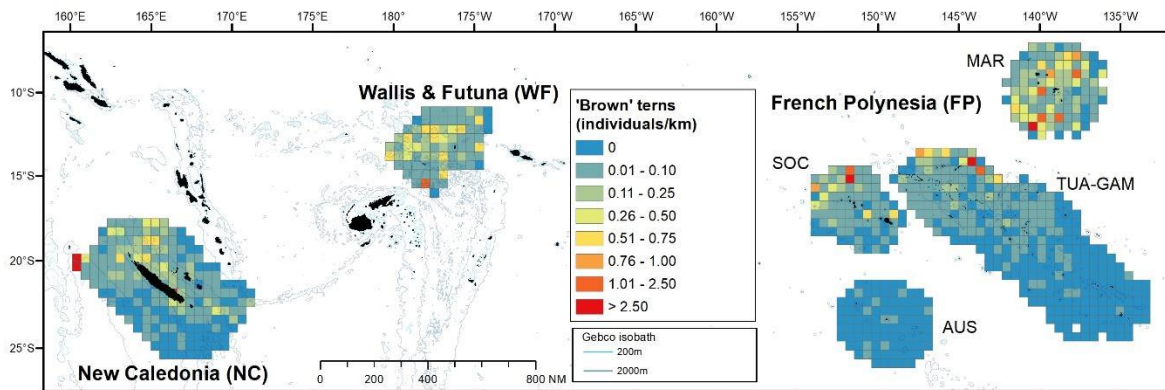 160°E 165°E 170°E 175°E 180° 175°W 170°W 155°W 150°W 145°W 140°W 135°W
MAR
10°S
Wallis & Futuna (WF)
French Polynesia (FP)
'Brown' terns
(individuals/km)
0
0.01 - 0.10
0.11 - 0.25
0.26 - 0.50
0.51 - 0.75
0.76 - 1.00
1.01 - 2.50
> 2.50
SOC
15°S
TUA-GAM
20°S
AUS
25°S
New Caledonia (NC)
0 200 400 800 NM
Gebco isobath
200m
2000m